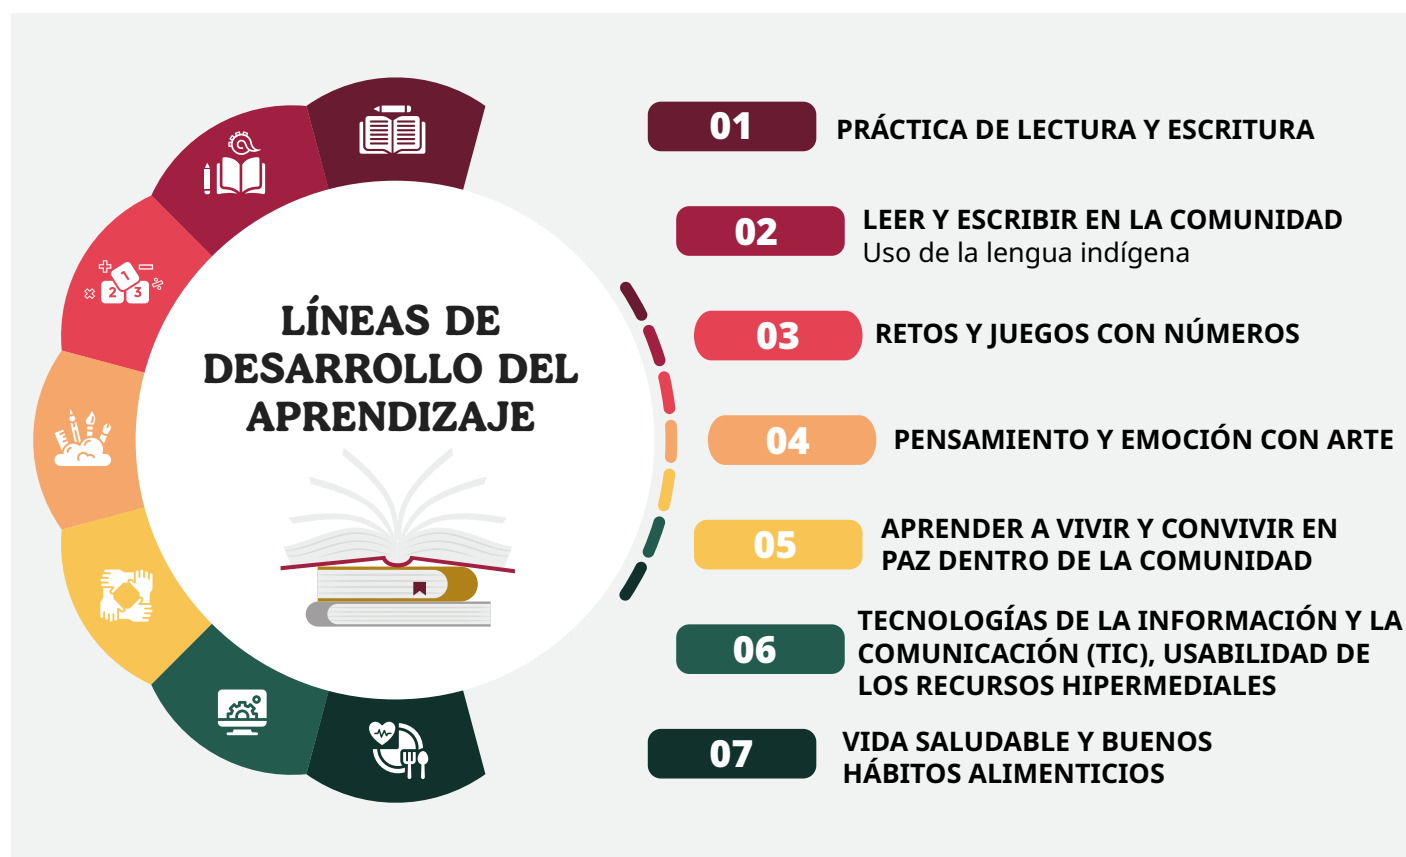 LÍNEAS DE
DESARROLLO DEL
APRENDIZAJE
01
PRÁCTICA DE LECTURA Y ESCRITURA
02
LEER Y ESCRIBIR EN LA COMUNIDAD
Uso de la lengua indígena
03
RETOS Y JUEGOS CON NÚMEROS
04
PENSAMIENTO Y EMOCIÓN CON ARTE
05
APRENDER A VIVIR Y CONVIVIR EN
PAZ DENTRO DE LA COMUNIDAD
06
TECNOLOGÍAS DE LA INFORMACIÓN Y LA
COMUNICACIÓN (TIC), USABILIDAD DE
LOS RECURSOS HIPERMEDIALES
07
VIDA SALUDABLE Y BUENOS
HÁBITOS ALIMENTICIOS
1
2 3